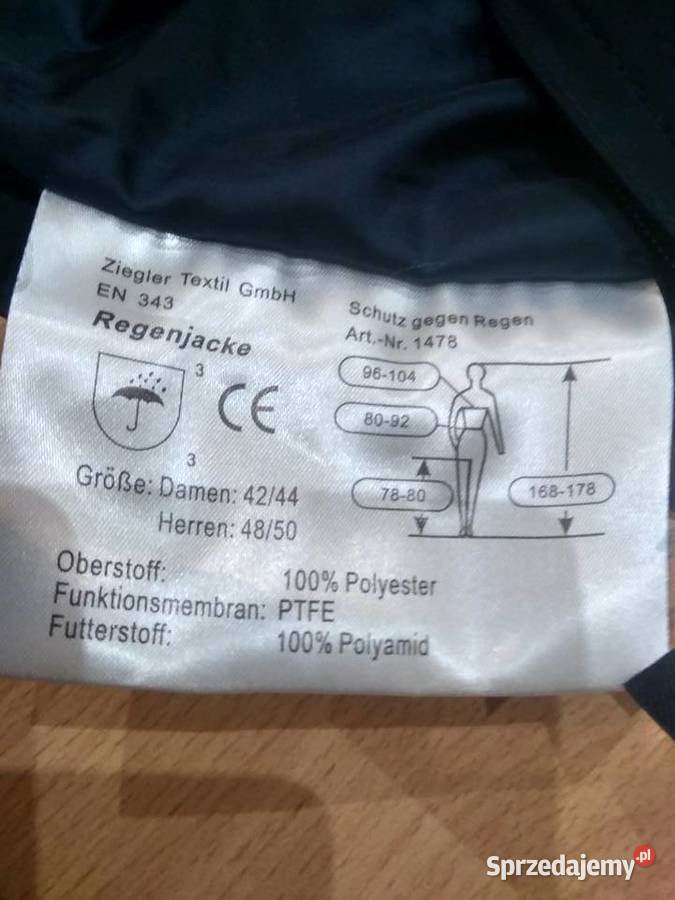 Ziegler Textil GmbH
EN 343
Regenjacke
3
CE
3
Größe: Damen: 42/44
Herren: 48/50
Schutz gegen Regen
Art.-Nr. 1478
96-104
80-92
78-80
168-178
Oberstoff: 100% Polyester
Funktionsmembran: PTFE
Futterstoff: 100% Polyamid
Sprzedajemy.pl